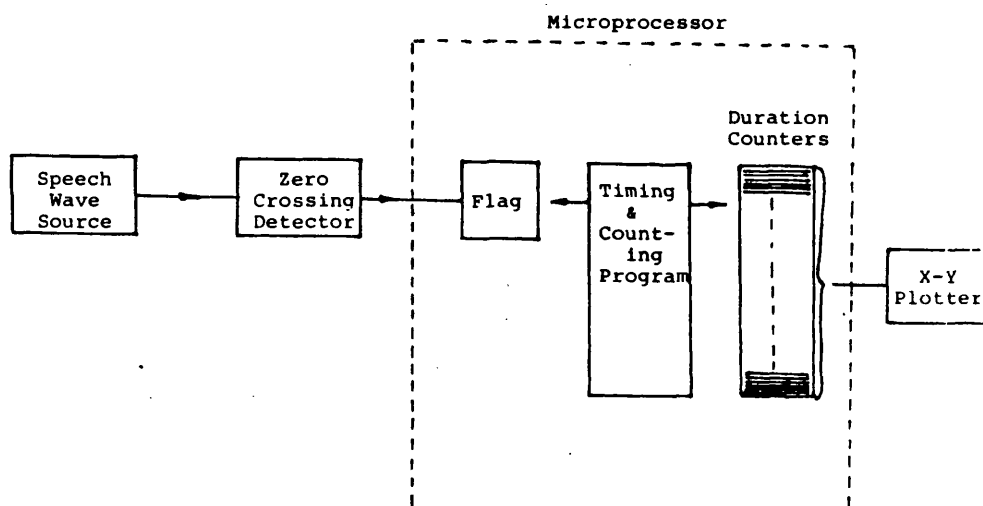 Microprocessor
Duration
Counters
Speech
Wave
Source
Zero
Crossing
Detector
Flag
Timing
&
Count-
ing
Program
X-Y
Plotter